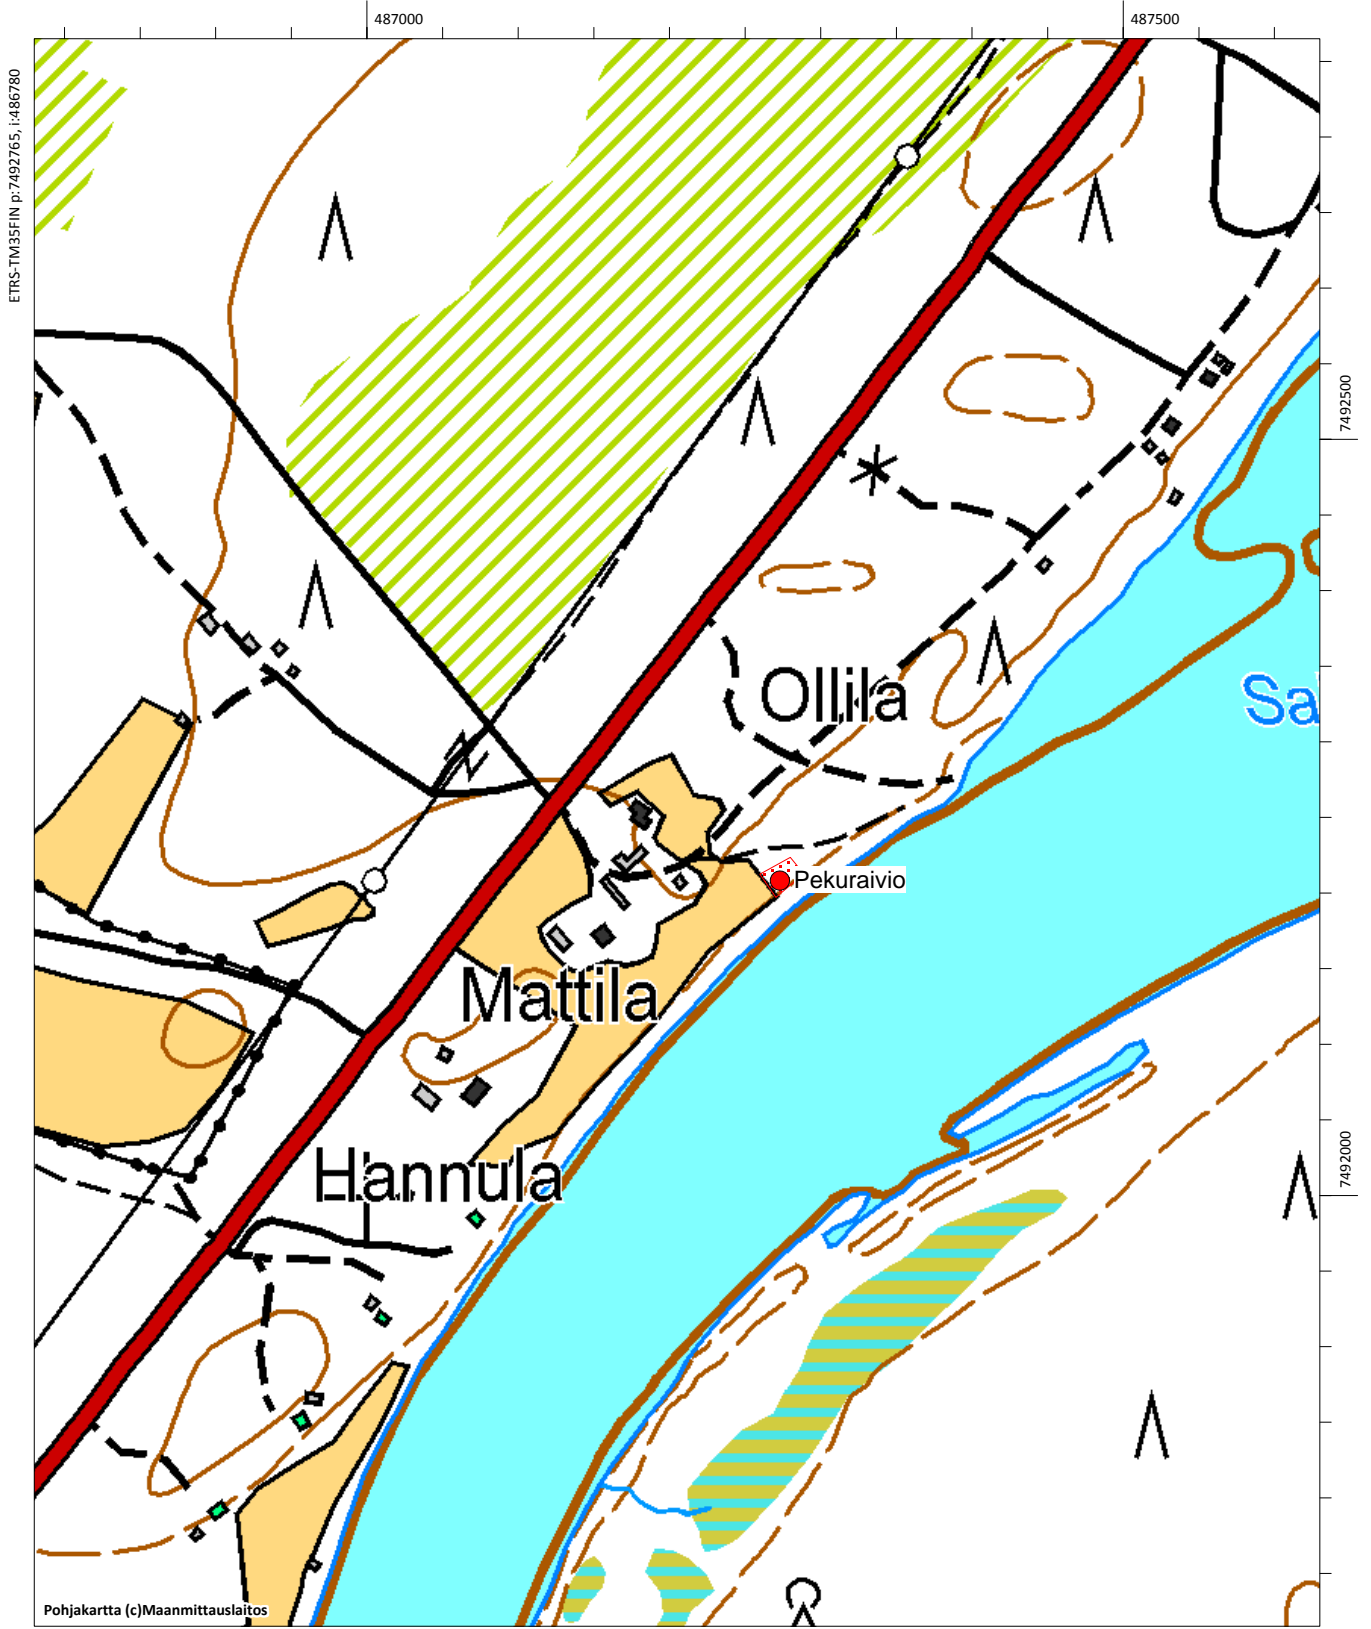 487000
487500
ETRS-TM35FIN p:7492765, i:486780
7492500
Ollila
Sa
Pekuraivio
Mattila
7492000
Hannula
Pohjakartta (c)Maanmittauslaitos